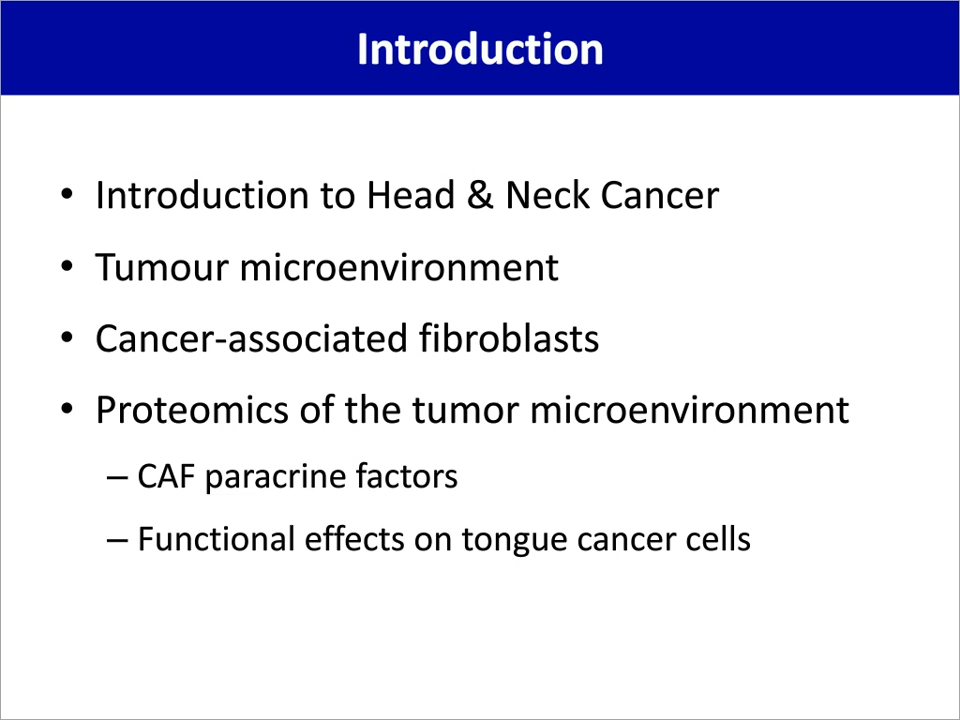 Introduction
• Introduction to Head & Neck Cancer
• Tumour microenvironment
• Cancer-associated fibroblasts
• Proteomics of the tumor microenvironment
– CAF paracrine factors
– Functional effects on tongue cancer cells